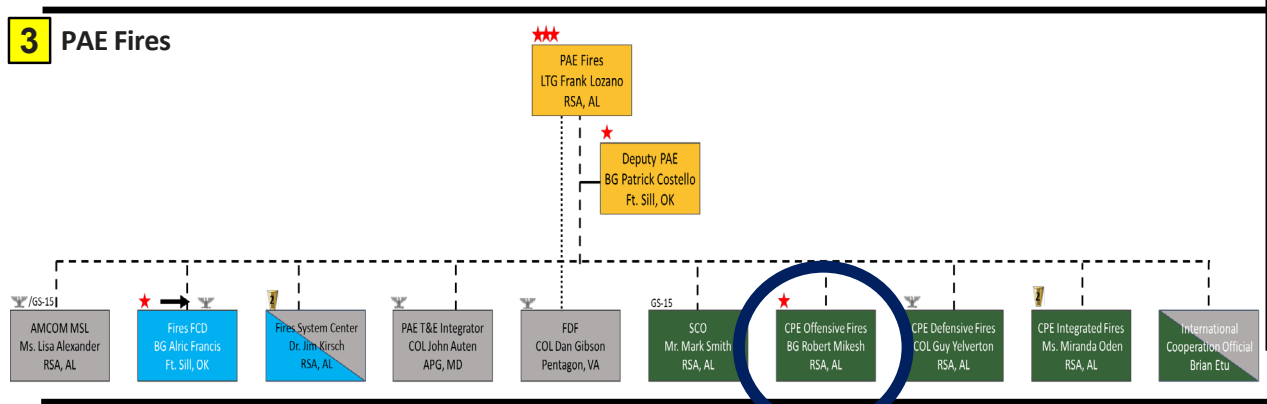 3 PAE Fires
PAE Fires
LTG Frank Lozano
RSA, AL
Deputy PAE
BG Patrick Costello
Ft. Sill, OK
/GS-15
AMCOM MSL
Ms. Lisa Alexander
RSA, AL
Fires FCD
BG Alric Francis
Ft. Sill, OK
2
Fires System Center
Dr. Jim Kirsch
RSA, AL
PAE T&E Integrator
COL John Auten
APG, MD
FDF
COL Dan Gibson
Pentagon, VA
GS-15
SCO
Mr. Mark Smith
RSA, AL
CPE Offensive Fires
BG Robert Mikesh
RSA, AL
CPE Defensive Fires
COL Guy Yelverton
RSA, AL
2
CPE Integrated Fires
Ms. Miranda Oden
RSA, AL
International
Cooperation Official
Brian Etu